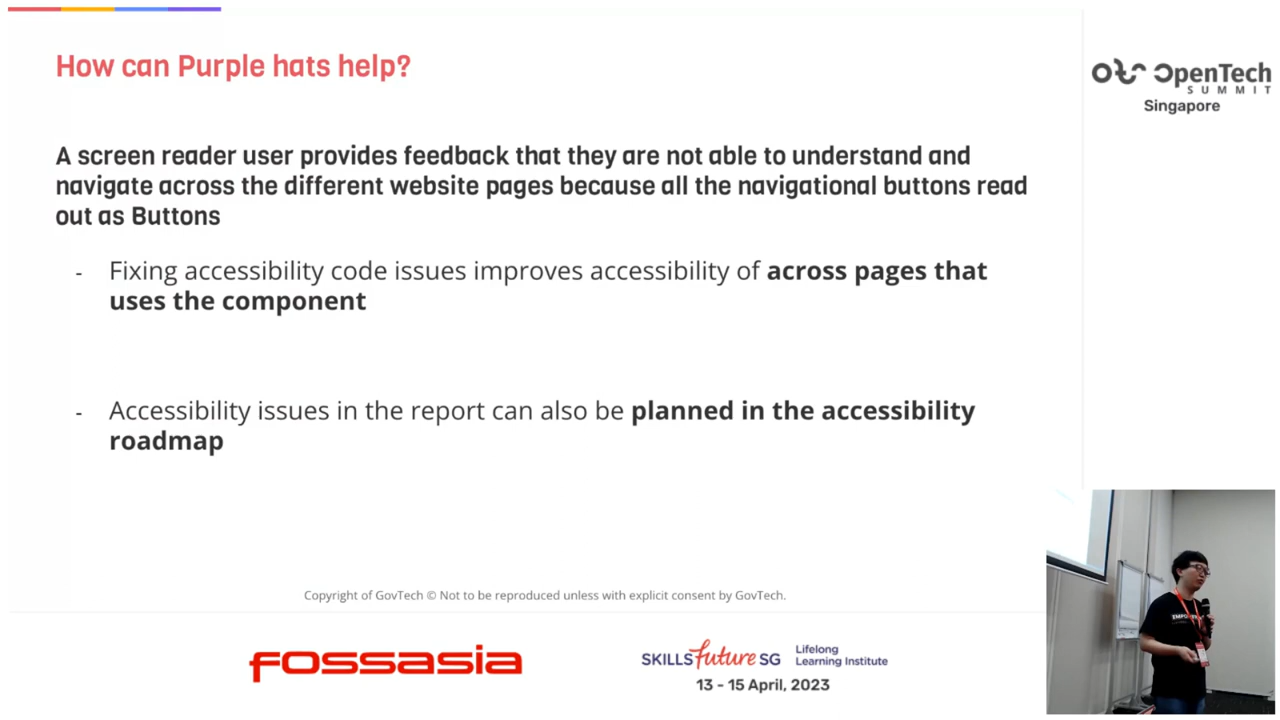 How can Purple hats help?
OpenTech
SUMMIT
Singapore
A screen reader user provides feedback that they are not able to understand and
navigate across the different website pages because all the navigational buttons read
out as Buttons
- Fixing accessibility code issues improves accessibility of across pages that
uses the component
- Accessibility issues in the report can also be planned in the accessibility
roadmap
Copyright of GovTech © Not to be reproduced unless with explicit consent by GovTech.
fossasia
SKILLSfuture SG
Lifelong
Learning Institute
13 - 15 April, 2023